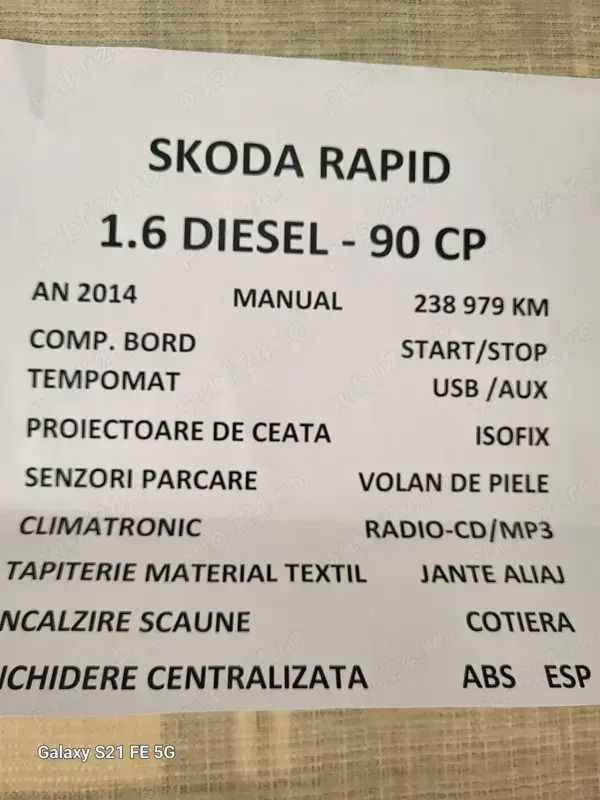 SKODA RAPID
1.6 DIESEL - 90 CP
AN 2014 MANUAL 238 979 KM
COMP. BORD START/STOP
TEMPOMAT USB /AUX
PROIECTOARE DE CEATA ISOFIX
SENZORI PARCARE VOLAN DE PIELE
CLIMATRONIC RADIO-CD/MP3
TAPITERIE MATERIAL TEXTIL JANTE ALIAJ
NCALZIRE SCAUNE COTIERA
ICHIDERE CENTRALIZATA ABS ESP
Galaxy S21 FE 5G